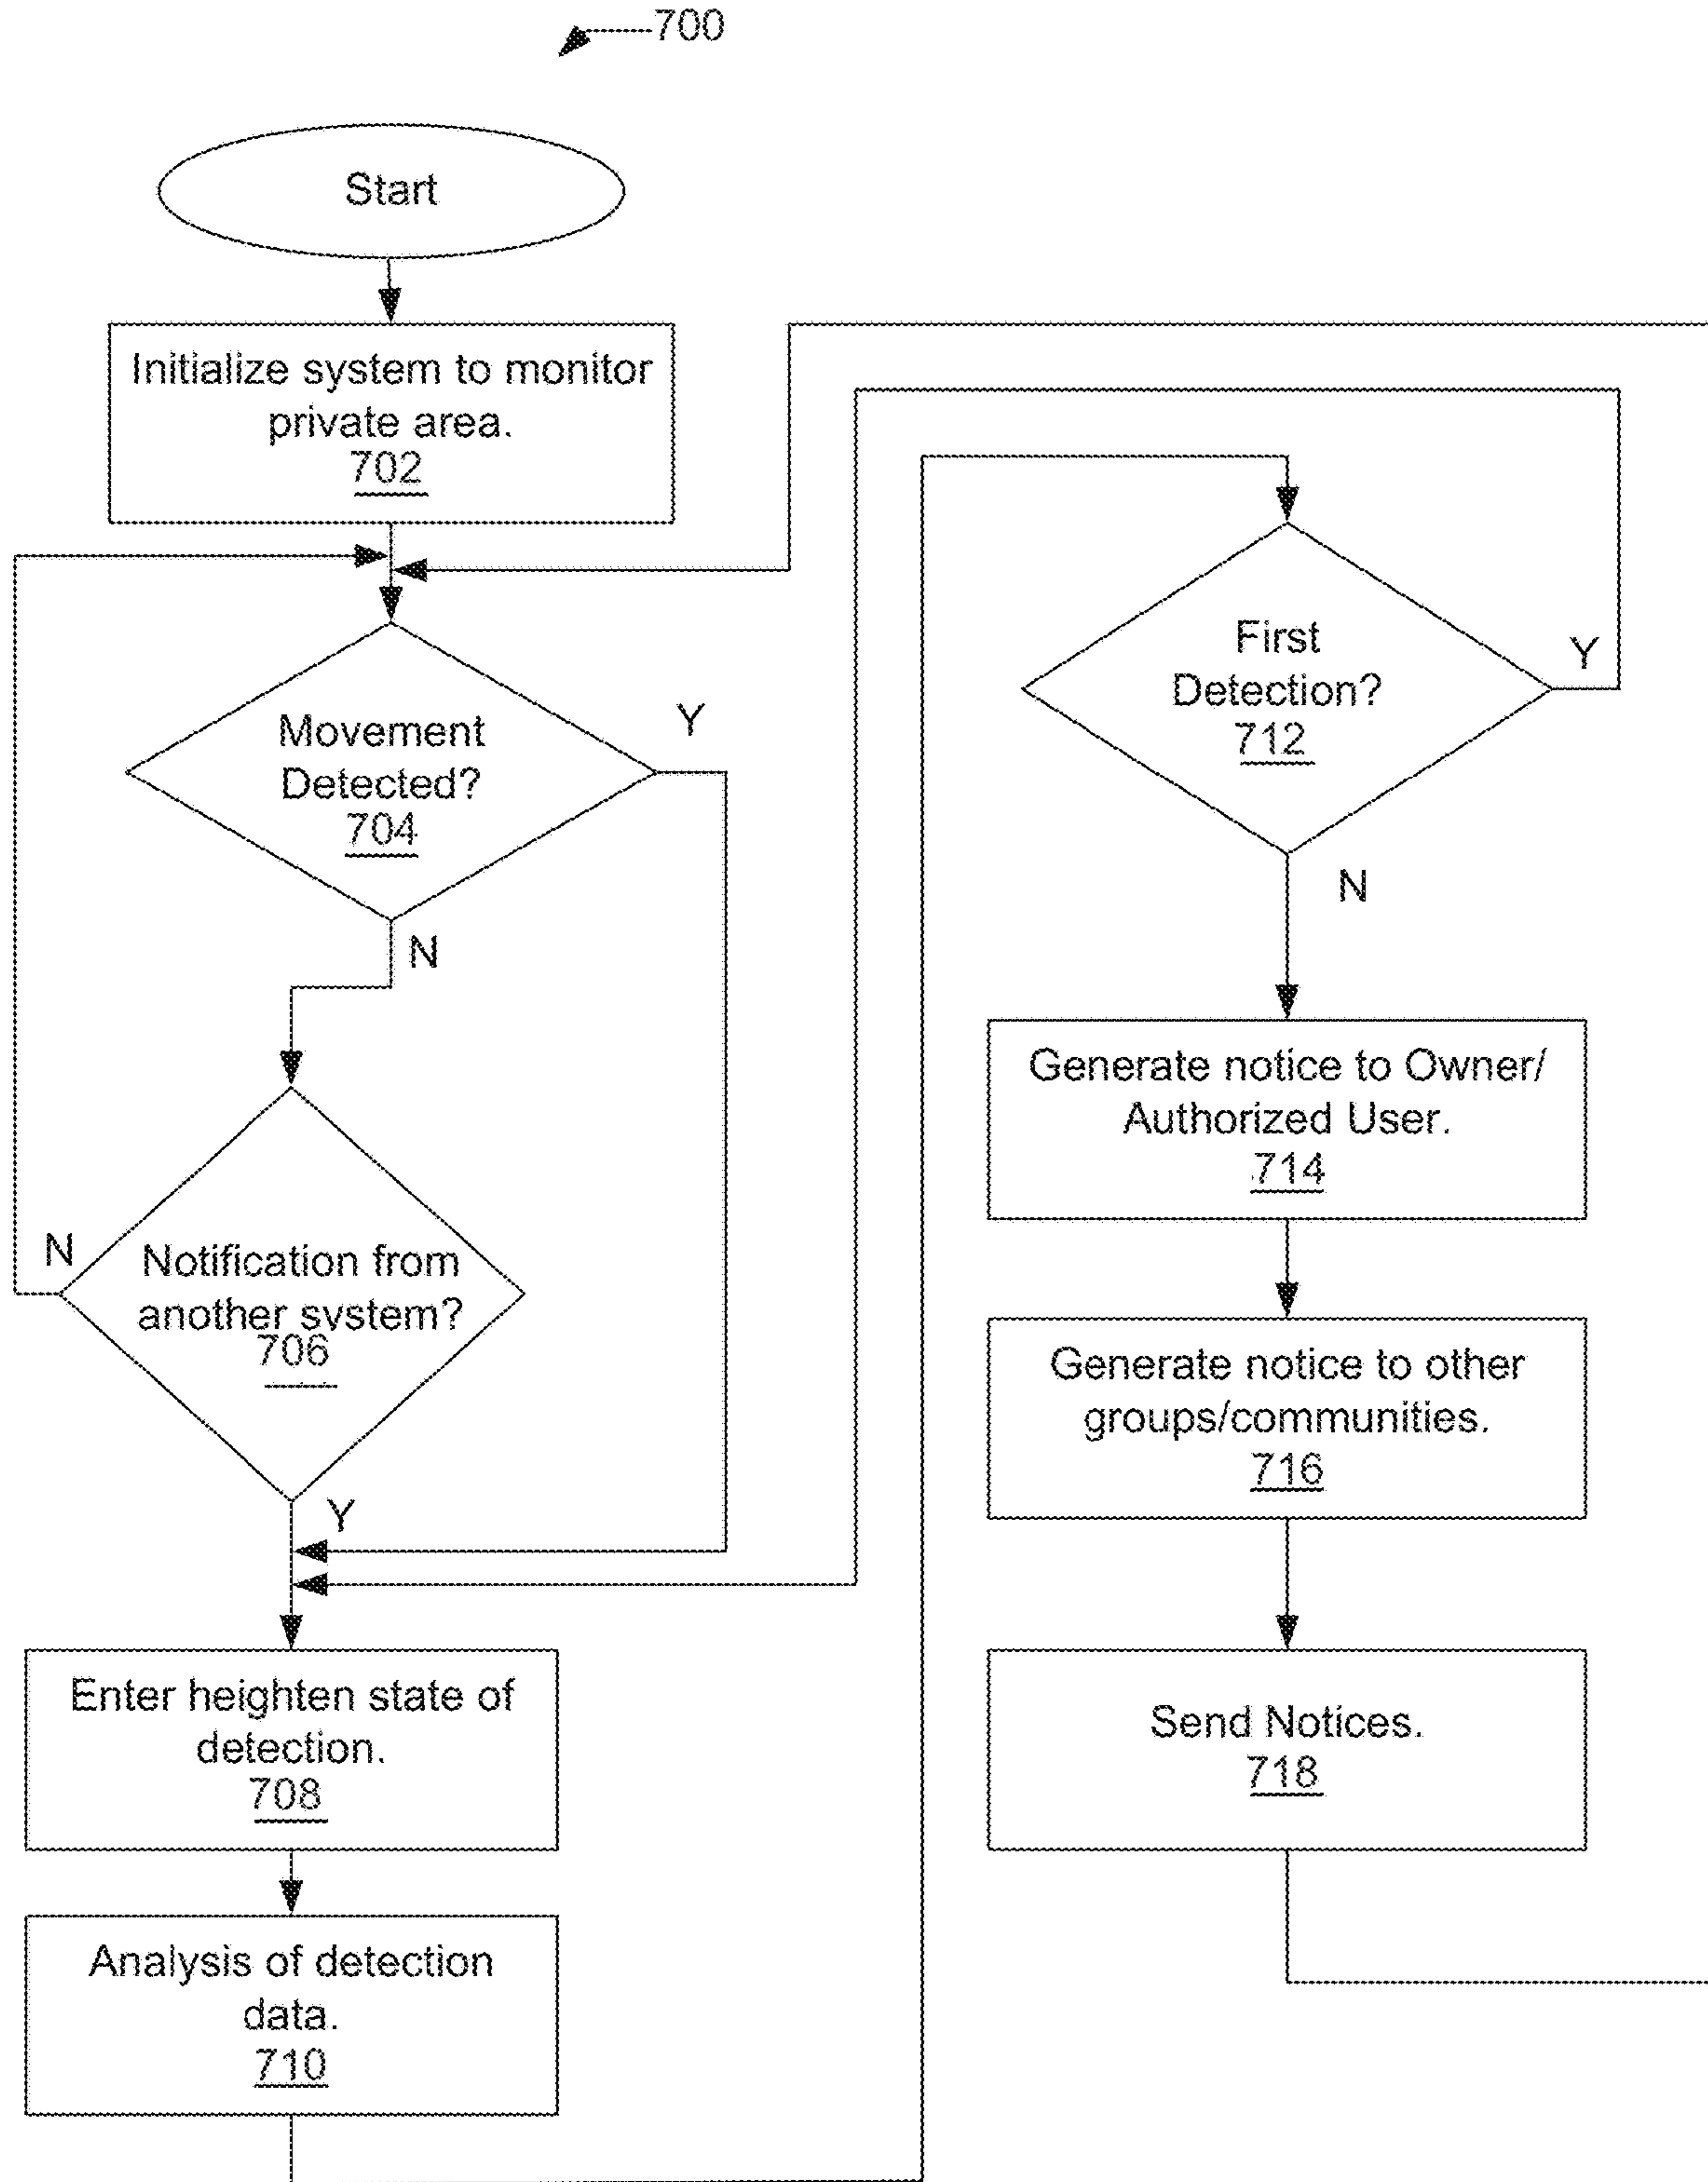 700
Start
Initialize system to monitor
private area.
702
Movement
Detected?
704
Y
N
Notification from
another system?
706
N
Y
Enter heighten state of
detection.
708
Analysis of detection
data.
710
First
Detection?
712
Y
N
Generate notice to Owner/
Authorized User.
714
Generate notice to other
groups/communities.
716
Send Notices.
718